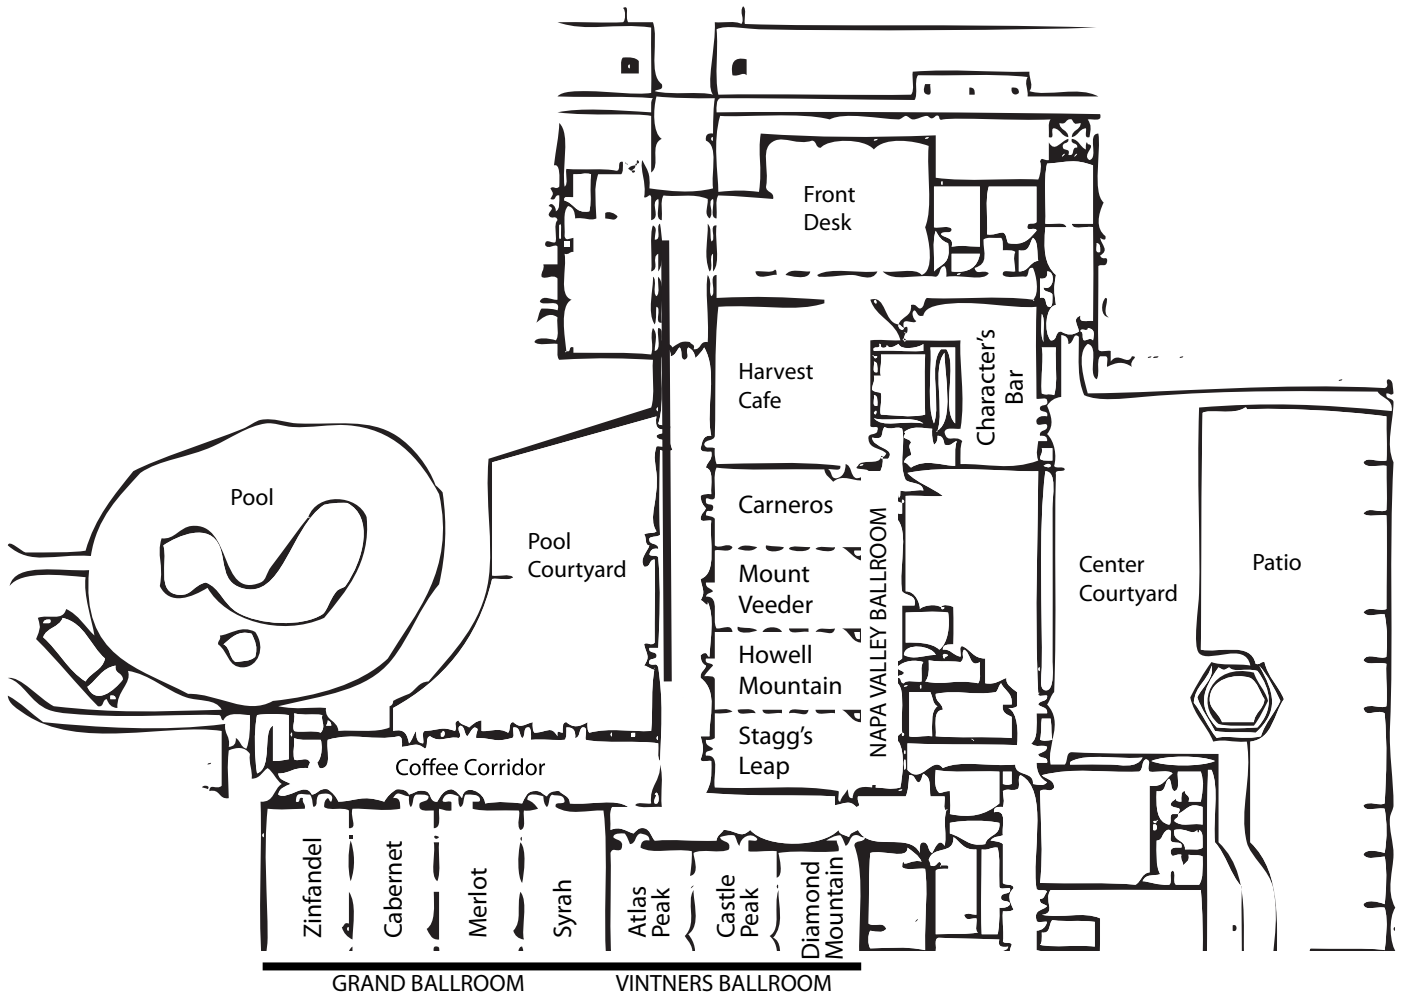 Front
Desk
Harvest
Cafe
Character's
Bar
Pool
Pool
Courtyard
Carneros
Mount
Veeder
Howell
Mountain
Stagg's
Leap
NAPA VALLEY BALLROOM
Center
Courtyard
Patio
Coffee Corridor
Zinfandel
Cabernet
Merlot
Syrah
Atlas
Peak
Castle
Peak
Diamond
Mountain
GRAND BALLROOM
VINTNERS BALLROOM